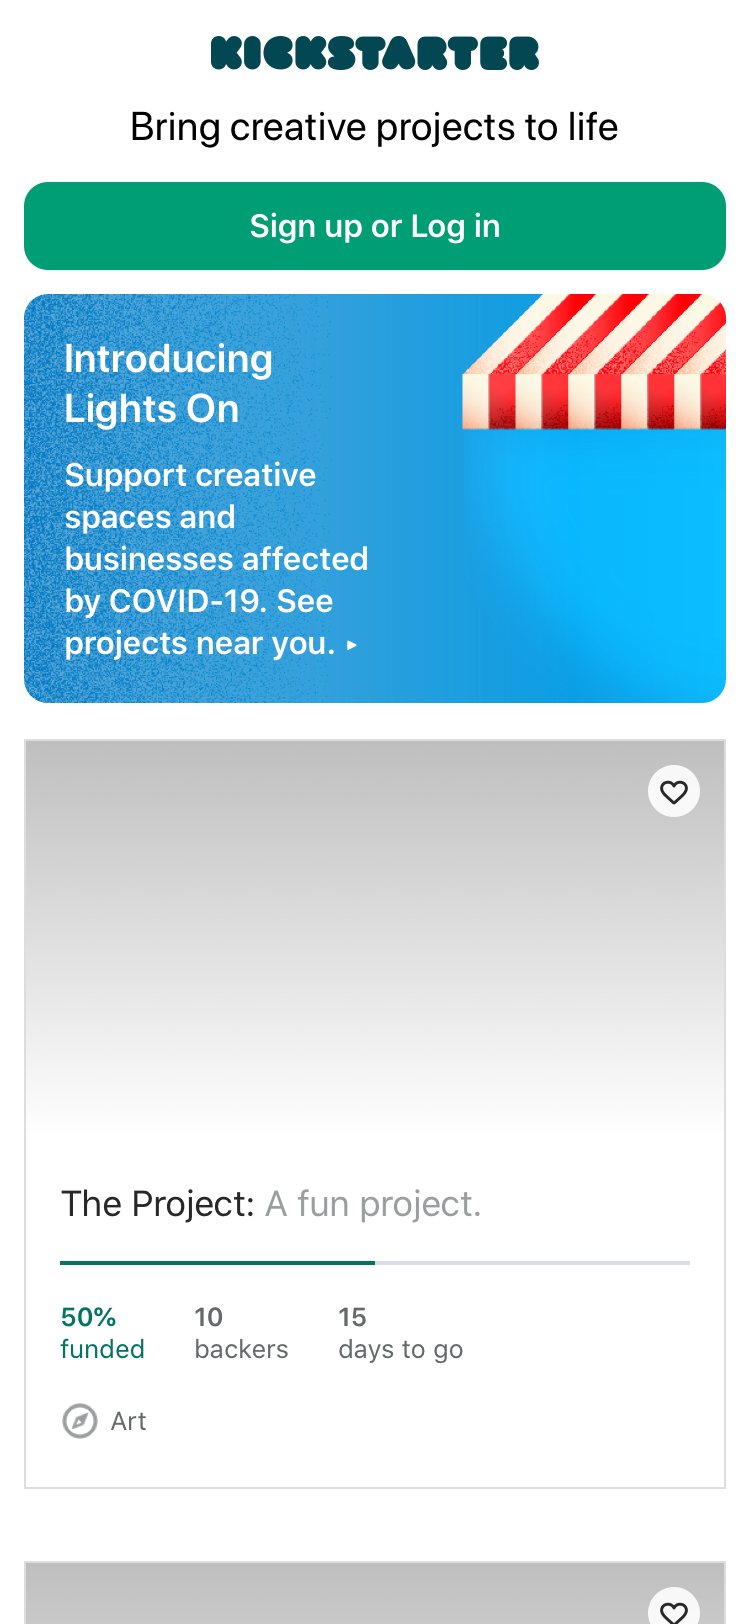 KICKSTARTER
Bring creative projects to life
Sign up or Log in
Introducing
Lights On
Support creative
spaces and
businesses affected
by COVID-19. See
projects near you. ▸
The Project: A fun project.
50% 10 15
funded backers days to go
Art